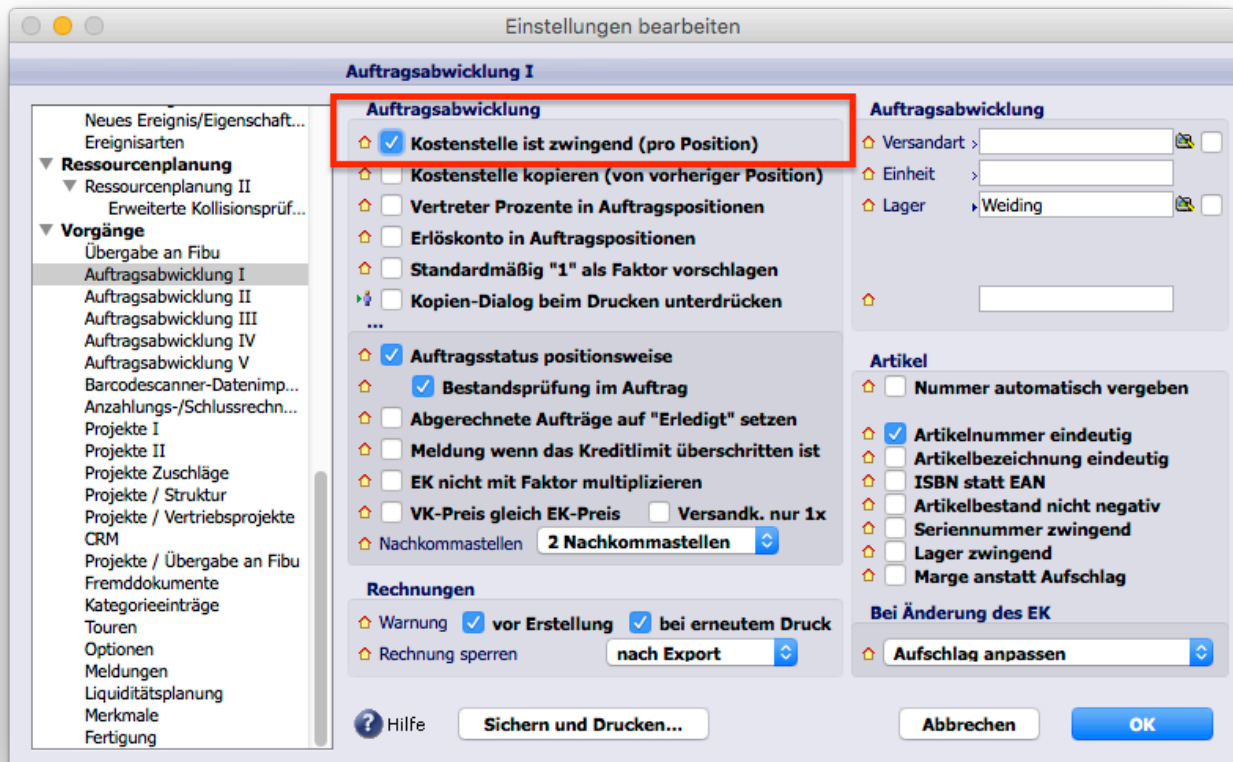 Einstellungen bearbeiten
Auftragsabwicklung I
Neues Ereignis/Eigenschaft...
Ereignisarten
Ressourcenplanung
Ressourcenplanung II
Erweiterte Kollisionsprüf...
Vorgänge
Übergabe an Fibu
Auftragsabwicklung I
Auftragsabwicklung II
Auftragsabwicklung III
Auftragsabwicklung IV
Auftragsabwicklung V
Barcodescanner-Datenimp...
Anzahlungs-/Schlussrechn...
Projekte I
Projekte II
Projekte Zuschläge
Projekte / Struktur
Projekte / Vertriebsprojekte
CRM
Projekte / Übergabe an Fibu
Fremddokumente
Kategorieeinträge
Touren
Optionen
Meldungen
Liquiditätsplanung
Merkmale
Fertigung
Auftragsabwicklung
Kostenstelle ist zwingend (pro Position)
Kostenstelle kopieren (von vorheriger Position)
Vertreter Prozente in Auftragspositionen
Erlöskonto in Auftragspositionen
Standardmäßig "1" als Faktor vorschlagen
Kopien-Dialog beim Drucken unterdrücken
...
Auftragsstatus positionsweise
Bestandsprüfung im Auftrag
Abgerechnete Aufträge auf "Erledigt" setzen
Meldung wenn das Kreditlimit überschritten ist
EK nicht mit Faktor multiplizieren
VK-Preis gleich EK-Preis Versandk. nur 1x
Nachkommastellen 2 Nachkommastellen
Rechnungen
Warnung vor Erstellung bei erneutem Druck
Rechnung sperren nach Export
Auftragsabwicklung
Versandart
Einheit
Lager Weiding
Artikel
Nummer automatisch vergeben
Artikelnummer eindeutig
Artikelbezeichnung eindeutig
ISBN statt EAN
Artikelbestand nicht negativ
Seriennummer zwingend
Lager zwingend
Marge anstatt Aufschlag
Bei Änderung des EK
Aufschlag anpassen
? Hilfe
Sichern und Drucken...
Abbrechen
OK